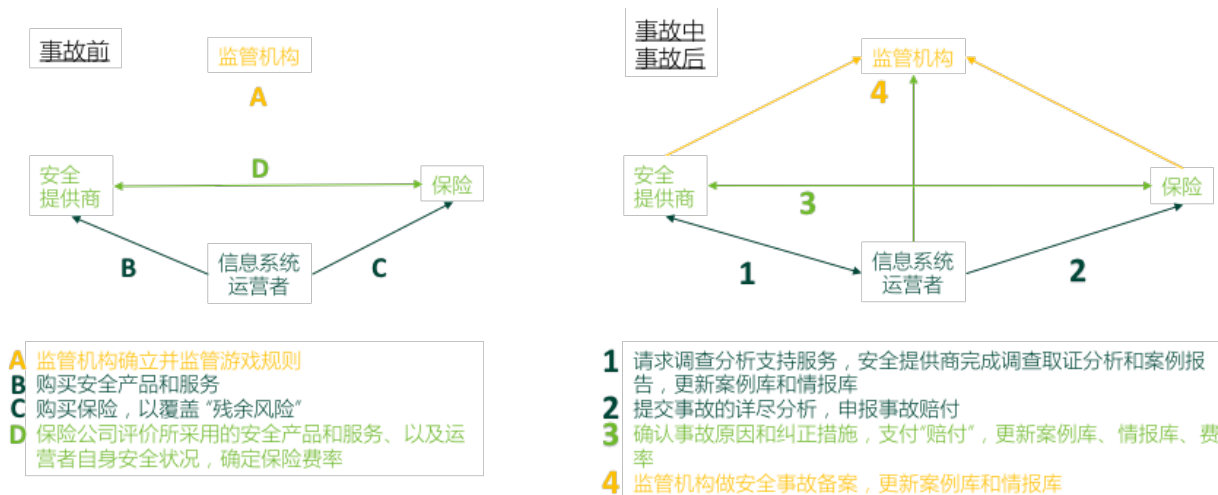 事故前
监管机构
A
安全
提供商
D
保险
B
信息系统
运营者
C
A 监管机构确立并监管游戏规则
B 购买安全产品和服务
C 购买保险，以覆盖 “残余风险”
D 保险公司评价所采用的安全产品和服务、以及运
营者自身安全状况，确定保险费率
事故中
事故后
监管机构
4
安全
提供商
3
保险
1
信息系统
运营者
2
1 请求调查分析支持服务，安全提供商完成调查取证分析和案例报
告，更新案例库和情报库
2 提交事故的详尽分析，申报事故赔付
3 确认事故原因和纠正措施，支付“赔付”，更新案例库、情报库、费
率
4 监管机构做安全事故备案，更新案例库和情报库